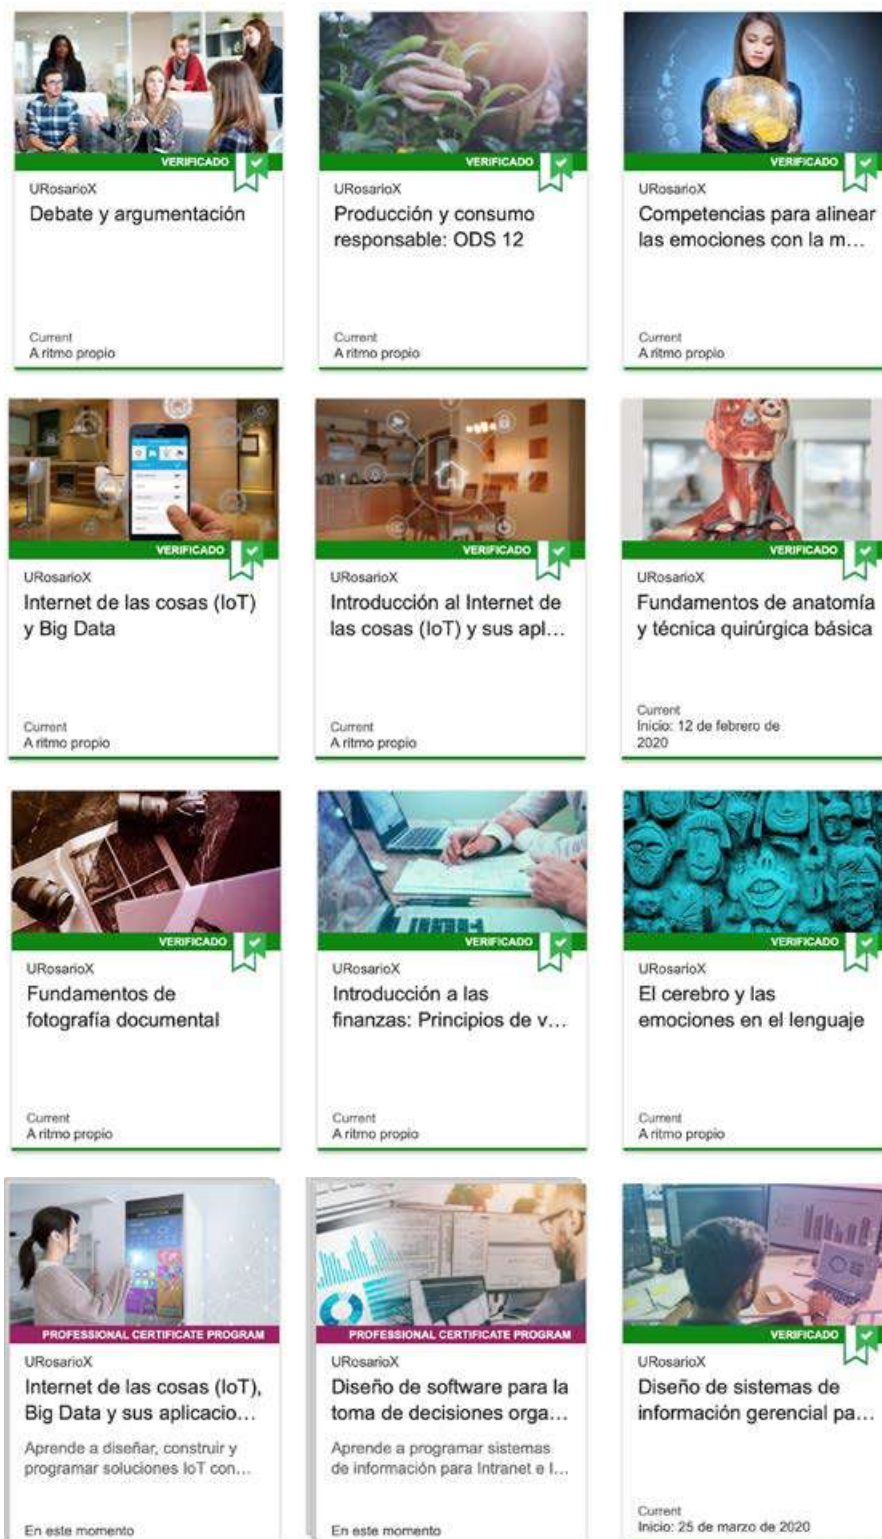 VERIFICADO
URosarioX
Debate y argumentación
Current
A ritmo propio
VERIFICADO
URosarioX
Producción y consumo
responsable: ODS 12
Current
A ritmo propio
VERIFICADO
URosarioX
Competencias para alinear
las emociones con la m...
Current
A ritmo propio
VERIFICADO
URosarioX
Internet de las cosas (IoT)
y Big Data
Current
A ritmo propio
VERIFICADO
URosarioX
Introducción al Internet de
las cosas (IoT) y sus apl...
Current
A ritmo propio
VERIFICADO
URosarioX
Fundamentos de anatomía
y técnica quirúrgica básica
Current
Inicio: 12 de febrero de
2020
VERIFICADO
URosarioX
Fundamentos de
fotografía documental
Current
A ritmo propio
VERIFICADO
URosarioX
Introducción a las
finanzas: Principios de v...
Current
A ritmo propio
VERIFICADO
URosarioX
El cerebro y las
emociones en el lenguaje
Current
A ritmo propio
PROFESSIONAL CERTIFICATE PROGRAM
URosarioX
Internet de las cosas (IoT),
Big Data y sus aplicacio...
Aprende a diseñar, construir y
programar soluciones IoT con...
En este momento
PROFESSIONAL CERTIFICATE PROGRAM
URosarioX
Diseño de software para la
toma de decisiones orga...
Aprende a programar sistemas
de información para Intranet e I...
En este momento
VERIFICADO
URosarioX
Diseño de sistemas de
información gerencial pa...
Current
Inicio: 25 de marzo de 2020